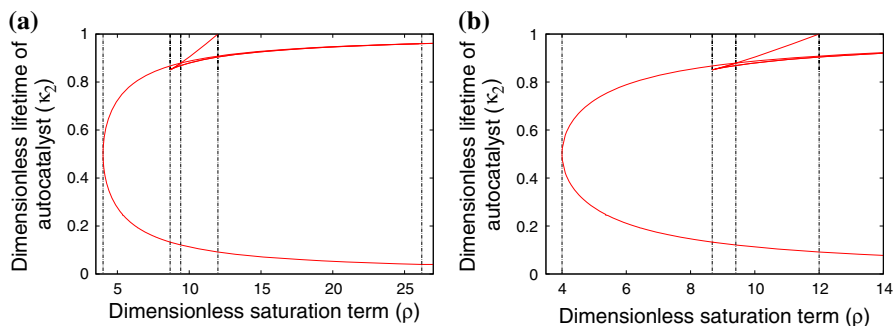 (a)
Dimensionless lifetime of
autocatalyst (κ₂)
1
0.8
0.6
0.4
0.2
0
5 10 15 20 25
Dimensionless saturation term (ρ)
(b)
Dimensionless lifetime of
autocatalyst (κ₂)
1
0.8
0.6
0.4
0.2
0
4 6 8 10 12 14
Dimensionless saturation term (ρ)